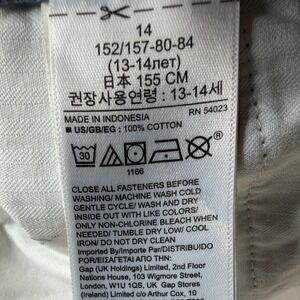 14
152/157-80-84
(13-14лет)
日本 155 CM
권장사용연령 : 13-14세
MADE IN INDONESIA RN 54023
■ US/GB/EG : 100% COTTON
30
1166
CLOSE ALL FASTENERS BEFORE
WASHING/ MACHINE WASH COLD
GENTLE CYCLE/ WASH AND DRY
INSIDE OUT WITH LIKE COLORS/
ONLY NON-CHLORINE BLEACH WHEN
NEEDED/ TUMBLE DRY LOW/ COOL
IRON/ DO NOT DRY CLEAN
Imported By/Importe Par/DISTRIBUIDO
POR/ΕΙΣΑΓΕΤΑΙ ΑΠΟ ΤΗΝ:
Gap (UK Holdings) Limited, 2nd Floor
Nations House, 103 Wigmore Street,
London, W1U 1QS, UK Gap Stores
(Ireland) Limited c/o Arthur Cox, 10